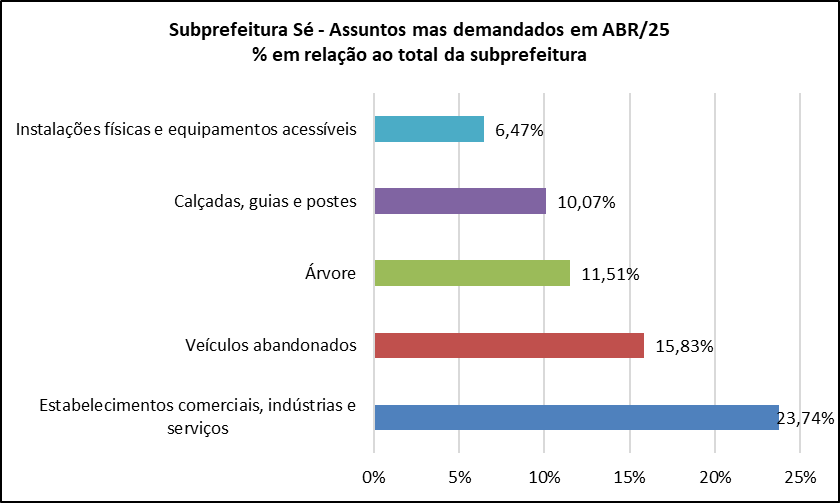 Subprefeitura Sé - Assuntos mas demandados em ABR/25
% em relação ao total da subprefeitura
Instalações físicas e equipamentos acessíveis
6,47%
Calçadas, guias e postes
10,07%
Árvore
11,51%
Veículos abandonados
15,83%
Estabelecimentos comerciais, indústrias e
serviços
23,74%
0% 5% 10% 15% 20% 25%